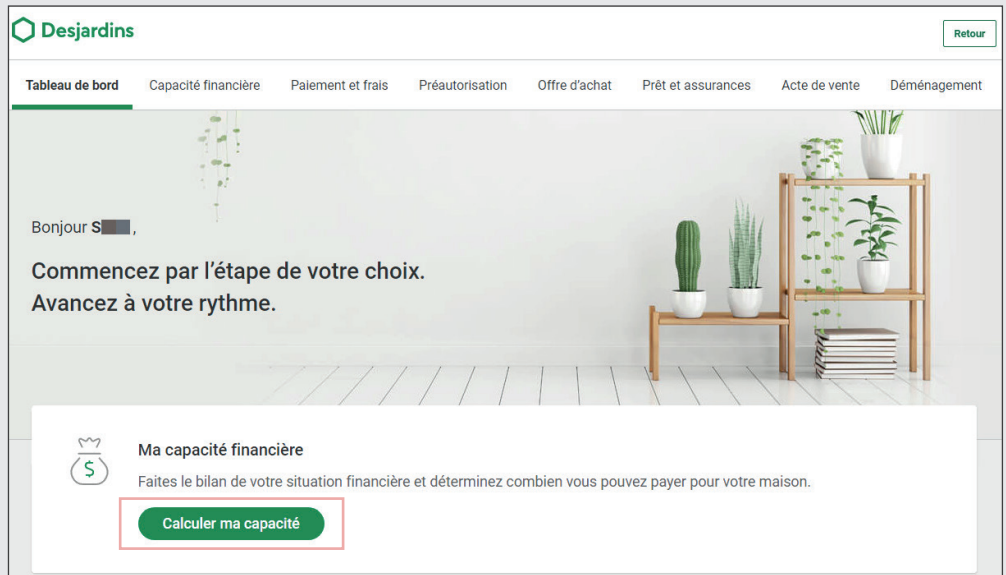 Desjardins
Retour
Tableau de bord Capacité financière Paiement et frais Préautorisation Offre d'achat Prêt et assurances Acte de vente Déménagement
Bonjour S ,
Commencez par l'étape de votre choix.
Avancez à votre rythme.
$
Ma capacité financière
Faites le bilan de votre situation financière et déterminez combien vous pouvez payer pour votre maison.
Calculer ma capacité